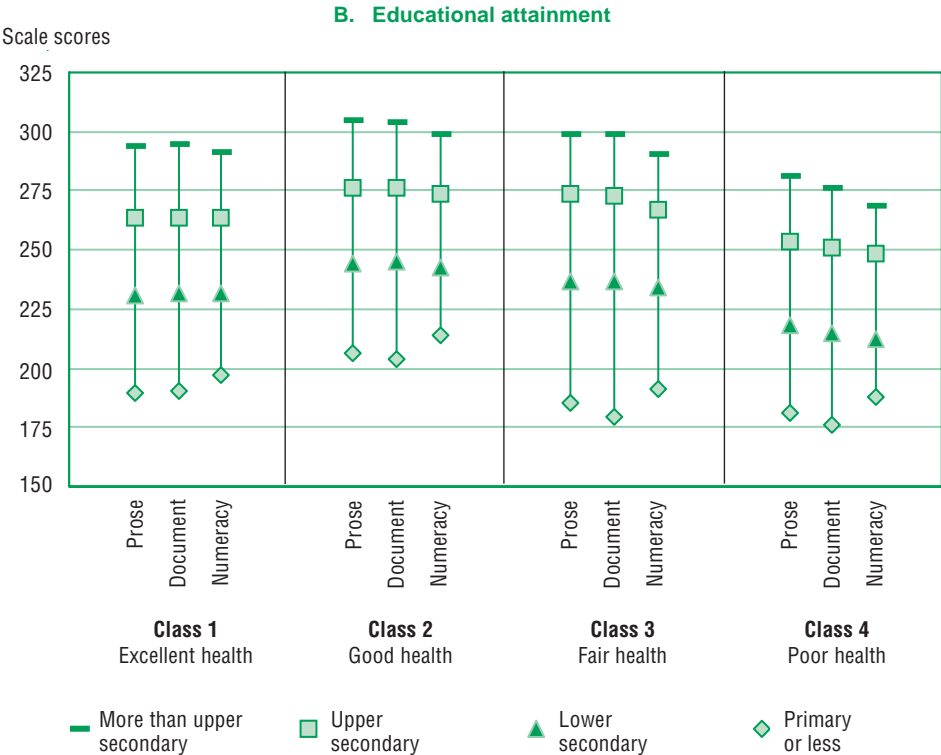 B. Educational attainment
Scale scores
325
300
275
250
225
200
175
150
Prose
Document
Numeracy
Prose
Document
Numeracy
Prose
Document
Numeracy
Prose
Document
Numeracy
Class 1
Excellent health
Class 2
Good health
Class 3
Fair health
Class 4
Poor health
More than upper
secondary
Upper
secondary
Lower
secondary
Primary
or less